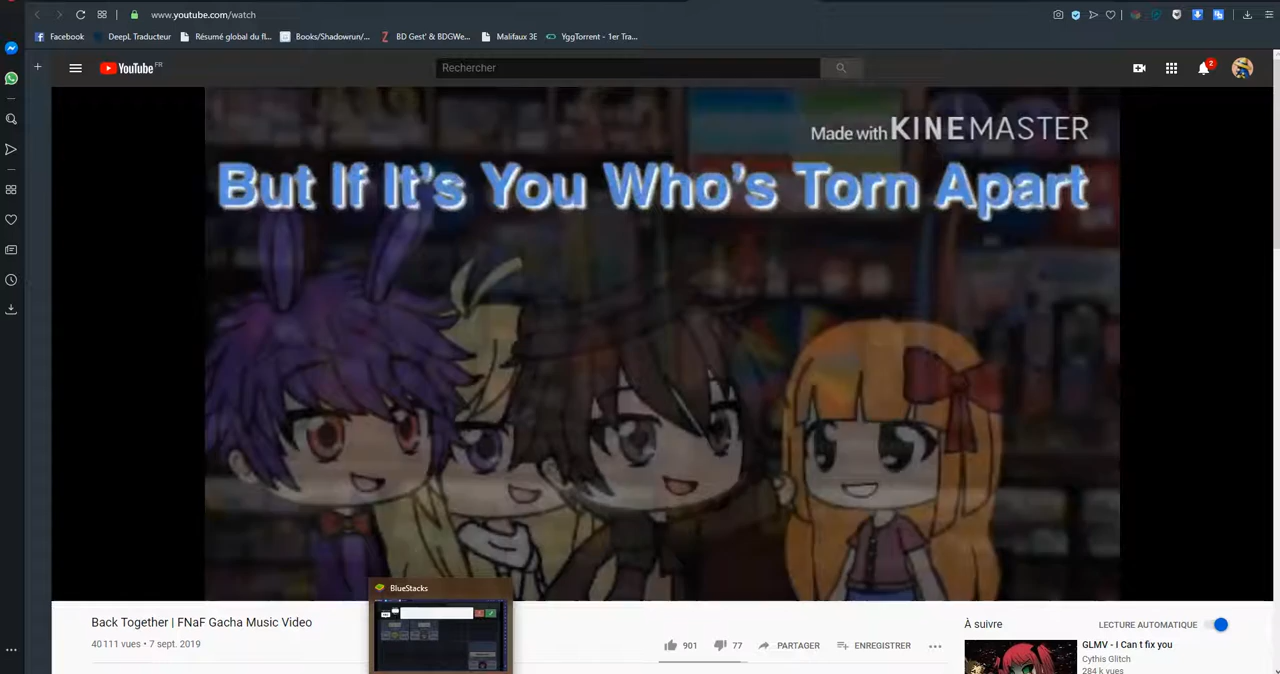 www.youtube.com/watch
Facebook
DeepL Traducteur
Résumé global du fl...
Books/Shadowrun/...
BD Gest' & BDGWe...
Malifaux 3E
YggTorrent - 1er Tra...
YouTube FR
Rechercher
2
Made with KINEMASTER
But If It's You Who's Torn Apart
BlueStacks
Back Together | FNaF Gacha Music Video
40 111 vues • 7 sept. 2019
901
77
PARTAGER
ENREGISTRER
À suivre
LECTURE AUTOMATIQUE
GLMV - I Can t fix you
Cythis Glitch
284 k vues